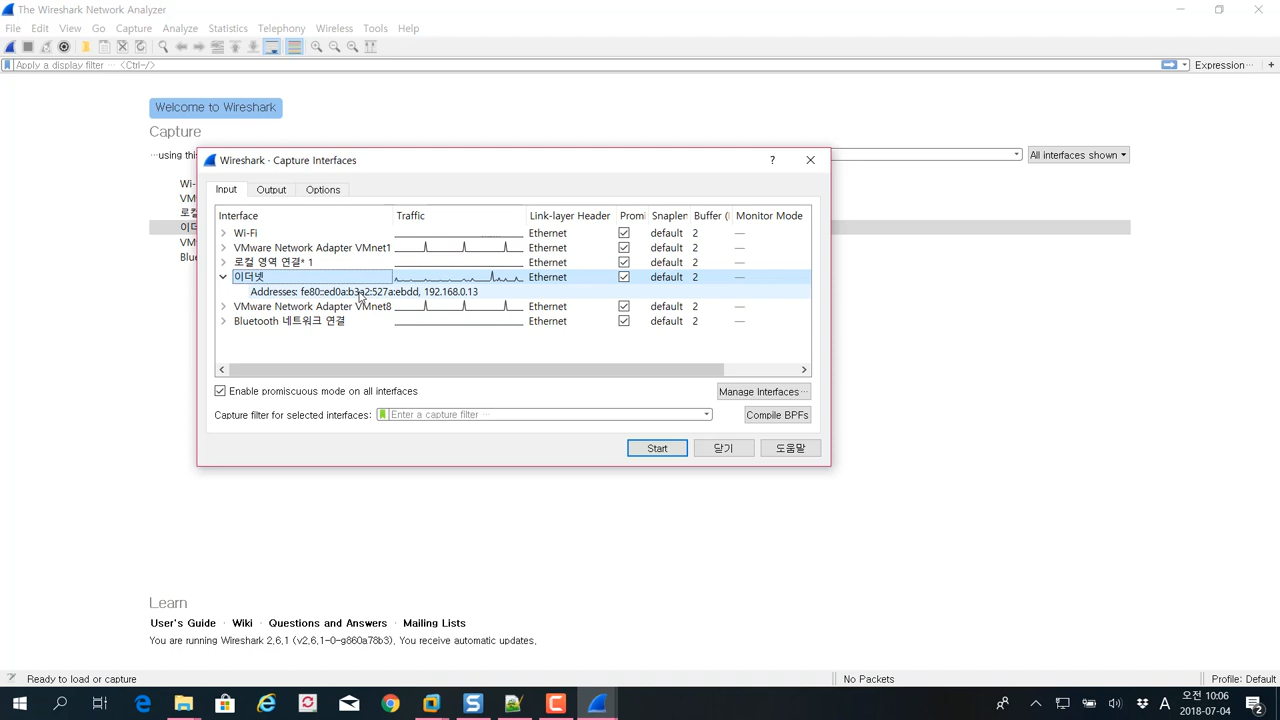 The Wireshark Network Analyzer
File Edit View Go Capture Analyze Statistics Telephony Wireless Tools Help
Apply a display filter … <Ctrl-/>
Expression…
+
Welcome to Wireshark
Capture
…using this
All interfaces shown
Wi-
VM
로컬
이더
VM
Blue
Wireshark · Capture Interfaces
? 
Input Output Options
Interface Traffic Link-layer Header Promi Snaplen Buffer ( Monitor Mode
Wi-Fi Ethernet default 2 —
VMware Network Adapter VMnet1 Ethernet default 2 —
로컬 영역 연결* 1 Ethernet default 2 —
이더넷 Ethernet default 2 —
Addresses: fe80::ed0a:b3a2:527a:ebdd, 192.168.0.13
VMware Network Adapter VMnet8 Ethernet default 2 —
Bluetooth 네트워크 연결 Ethernet default 2 —
Enable promiscuous mode on all interfaces
Manage Interfaces…
Capture filter for selected interfaces: Enter a capture filter …
Compile BPFs
Start 닫기 도움말
Learn
User's Guide · Wiki · Questions and Answers · Mailing Lists
You are running Wireshark 2.6.1 (v2.6.1-0-g860a78b3). You receive automatic updates.
Ready to load or capture
No Packets
Profile: Default
A
오전 10:06
2018-07-04
2